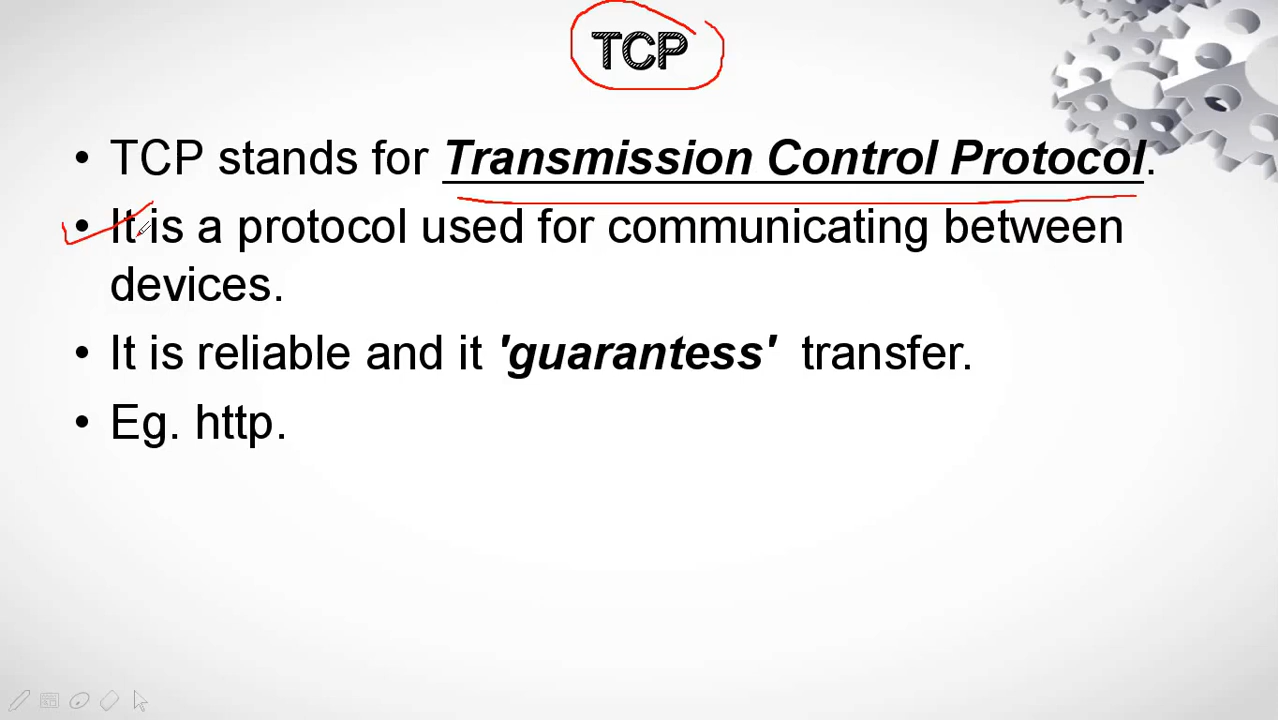 TCP
• TCP stands for Transmission Control Protocol.
• It is a protocol used for communicating between
devices.
• It is reliable and it 'guarantess' transfer.
• Eg. http.